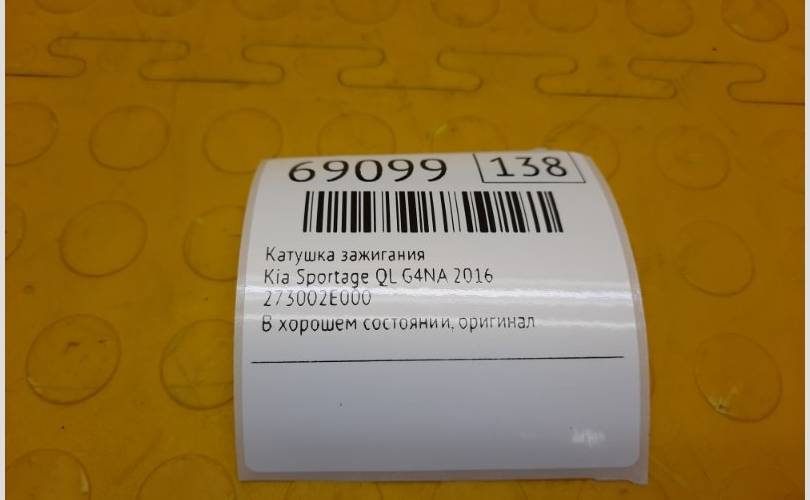 69099 138
Катушка зажигания
Kia Sportage QL G4NA 2016
273002E000
В хорошем состоянии, оригинал